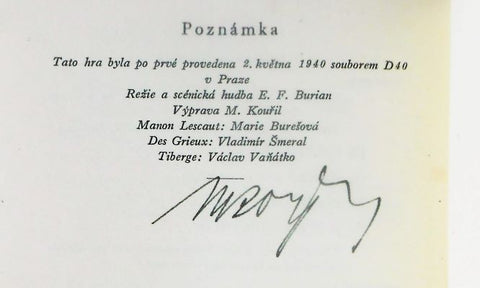 Poznámka
Tato hra byla po prvé provedena 2. května 1940 souborem D40
v Praze
Režie a scénická hudba E. F. Burian
Výprava M. Kouřil
Manon Lescaut: Marie Burešová
Des Grieux: Vladimír Šmeral
Tiberge: Václav Vaňátko